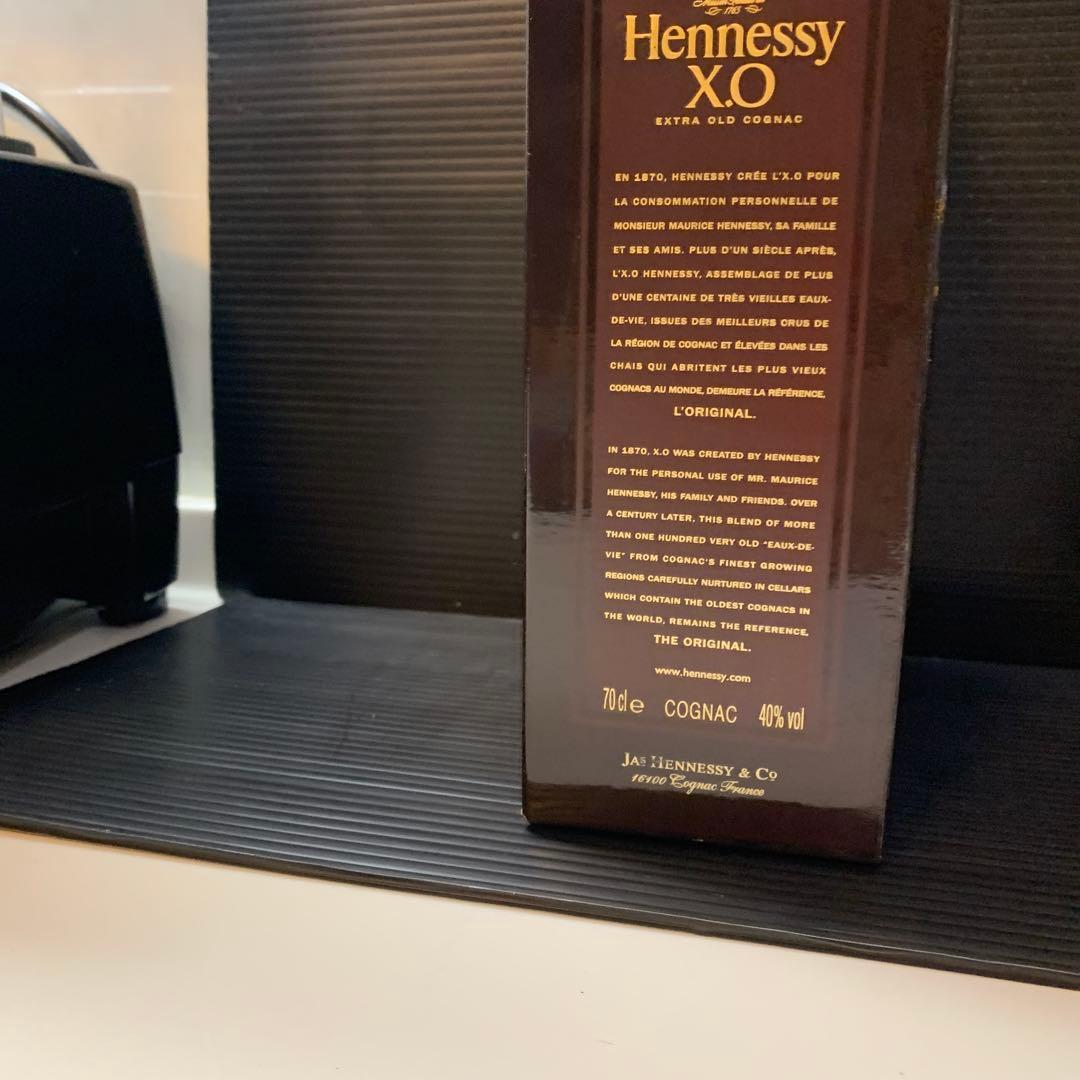 1765
Hennessy
X.O
EXTRA OLD COGNAC
EN 1870, HENNESSY CRÉE L'X.O POUR
LA CONSOMMATION PERSONNELLE DE
MONSIEUR MAURICE HENNESSY, SA FAMILLE
ET SES AMIS. PLUS D'UN SIÈCLE APRÈS,
L'X.O HENNESSY, ASSEMBLAGE DE PLUS
D'UNE CENTAINE DE TRÈS VIEILLES EAUX-
DE-VIE, ISSUES DES MEILLEURS CRUS DE
LA RÉGION DE COGNAC ET ÉLEVÉES DANS LES
CHAIS QUI ABRITENT LES PLUS VIEUX
COGNACS AU MONDE, DEMEURE LA RÉFÉRENCE,
L'ORIGINAL.
IN 1870, X.O WAS CREATED BY HENNESSY
FOR THE PERSONAL USE OF MR. MAURICE
HENNESSY, HIS FAMILY AND FRIENDS. OVER
A CENTURY LATER, THIS BLEND OF MORE
THAN ONE HUNDRED VERY OLD "EAUX-DE-
VIE" FROM COGNAC'S FINEST GROWING
REGIONS CAREFULLY NURTURED IN CELLARS
WHICH CONTAIN THE OLDEST COGNACS IN
THE WORLD, REMAINS THE REFERENCE,
THE ORIGINAL.
www.hennessy.com
70 cl e COGNAC 40% vol
JAS HENNESSY & Co
16100 Cognac France